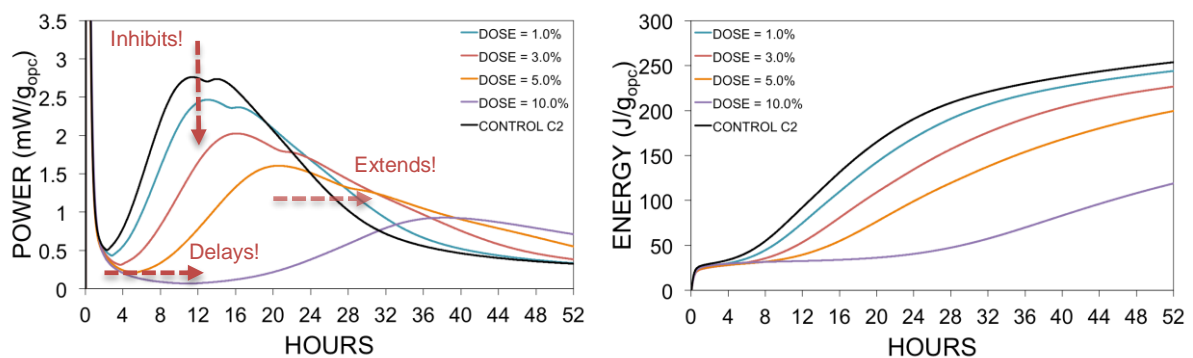 3.5
3
2.5
2
1.5
1
0.5
0
POWER (mW/gopc)
Inhibits!
Extends!
Delays!
DOSE = 1.0%
DOSE = 3.0%
DOSE = 5.0%
DOSE = 10.0%
CONTROL C2
0 4 8 12 16 20 24 28 32 36 40 44 48 52
HOURS
300
250
200
150
100
50
0
ENERGY (J/gopc)
DOSE = 1.0%
DOSE = 3.0%
DOSE = 5.0%
DOSE = 10.0%
CONTROL C2
0 4 8 12 16 20 24 28 32 36 40 44 48 52
HOURS